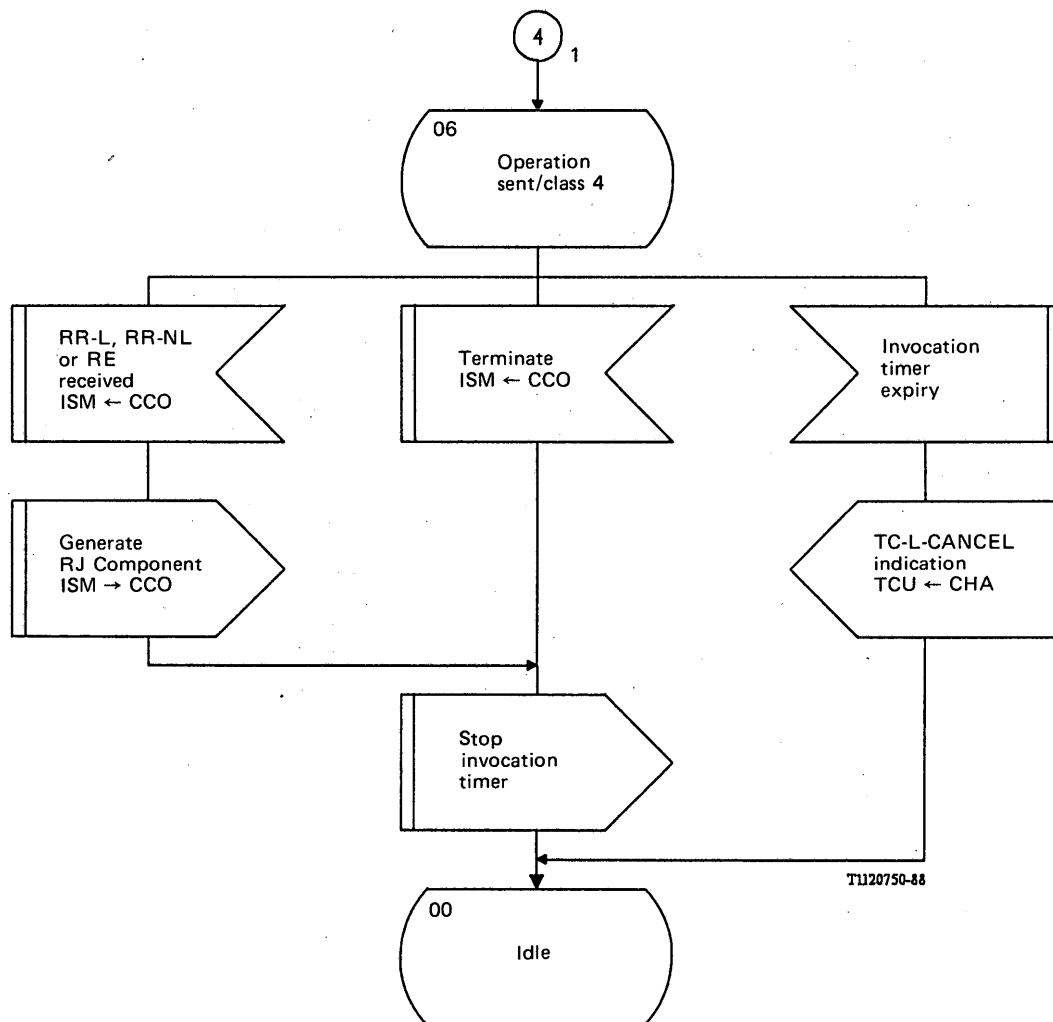 4
1
06
Operation
sent/class 4
RR-L, RR-NL
or RE
received
ISM ← CCO
Terminate
ISM ← CCO
Invocation
timer
expiry
Generate
RJ Component
ISM → CCO
TC-L-CANCEL
indication
TCU ← CHA
Stop
invocation
timer
T1120750-88
00
Idle